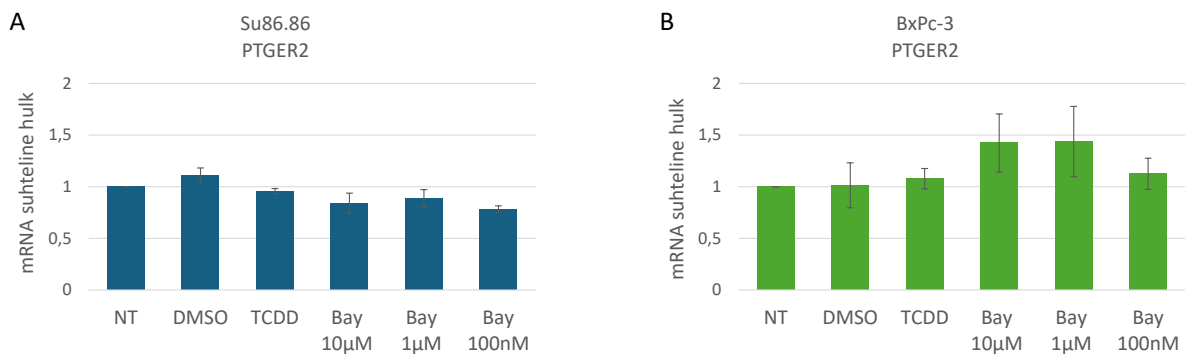 A
Su86.86
PTGER2
mRNA suhteline hulk
2
1,5
1
0,5
0
NT
DMSO
TCDD
Bay
10µM
Bay
1µM
Bay
100nM
B
BxPc-3
PTGER2
mRNA suhteline hulk
2
1,5
1
0,5
0
NT
DMSO
TCDD
Bay
10µM
Bay
1µM
Bay
100nM